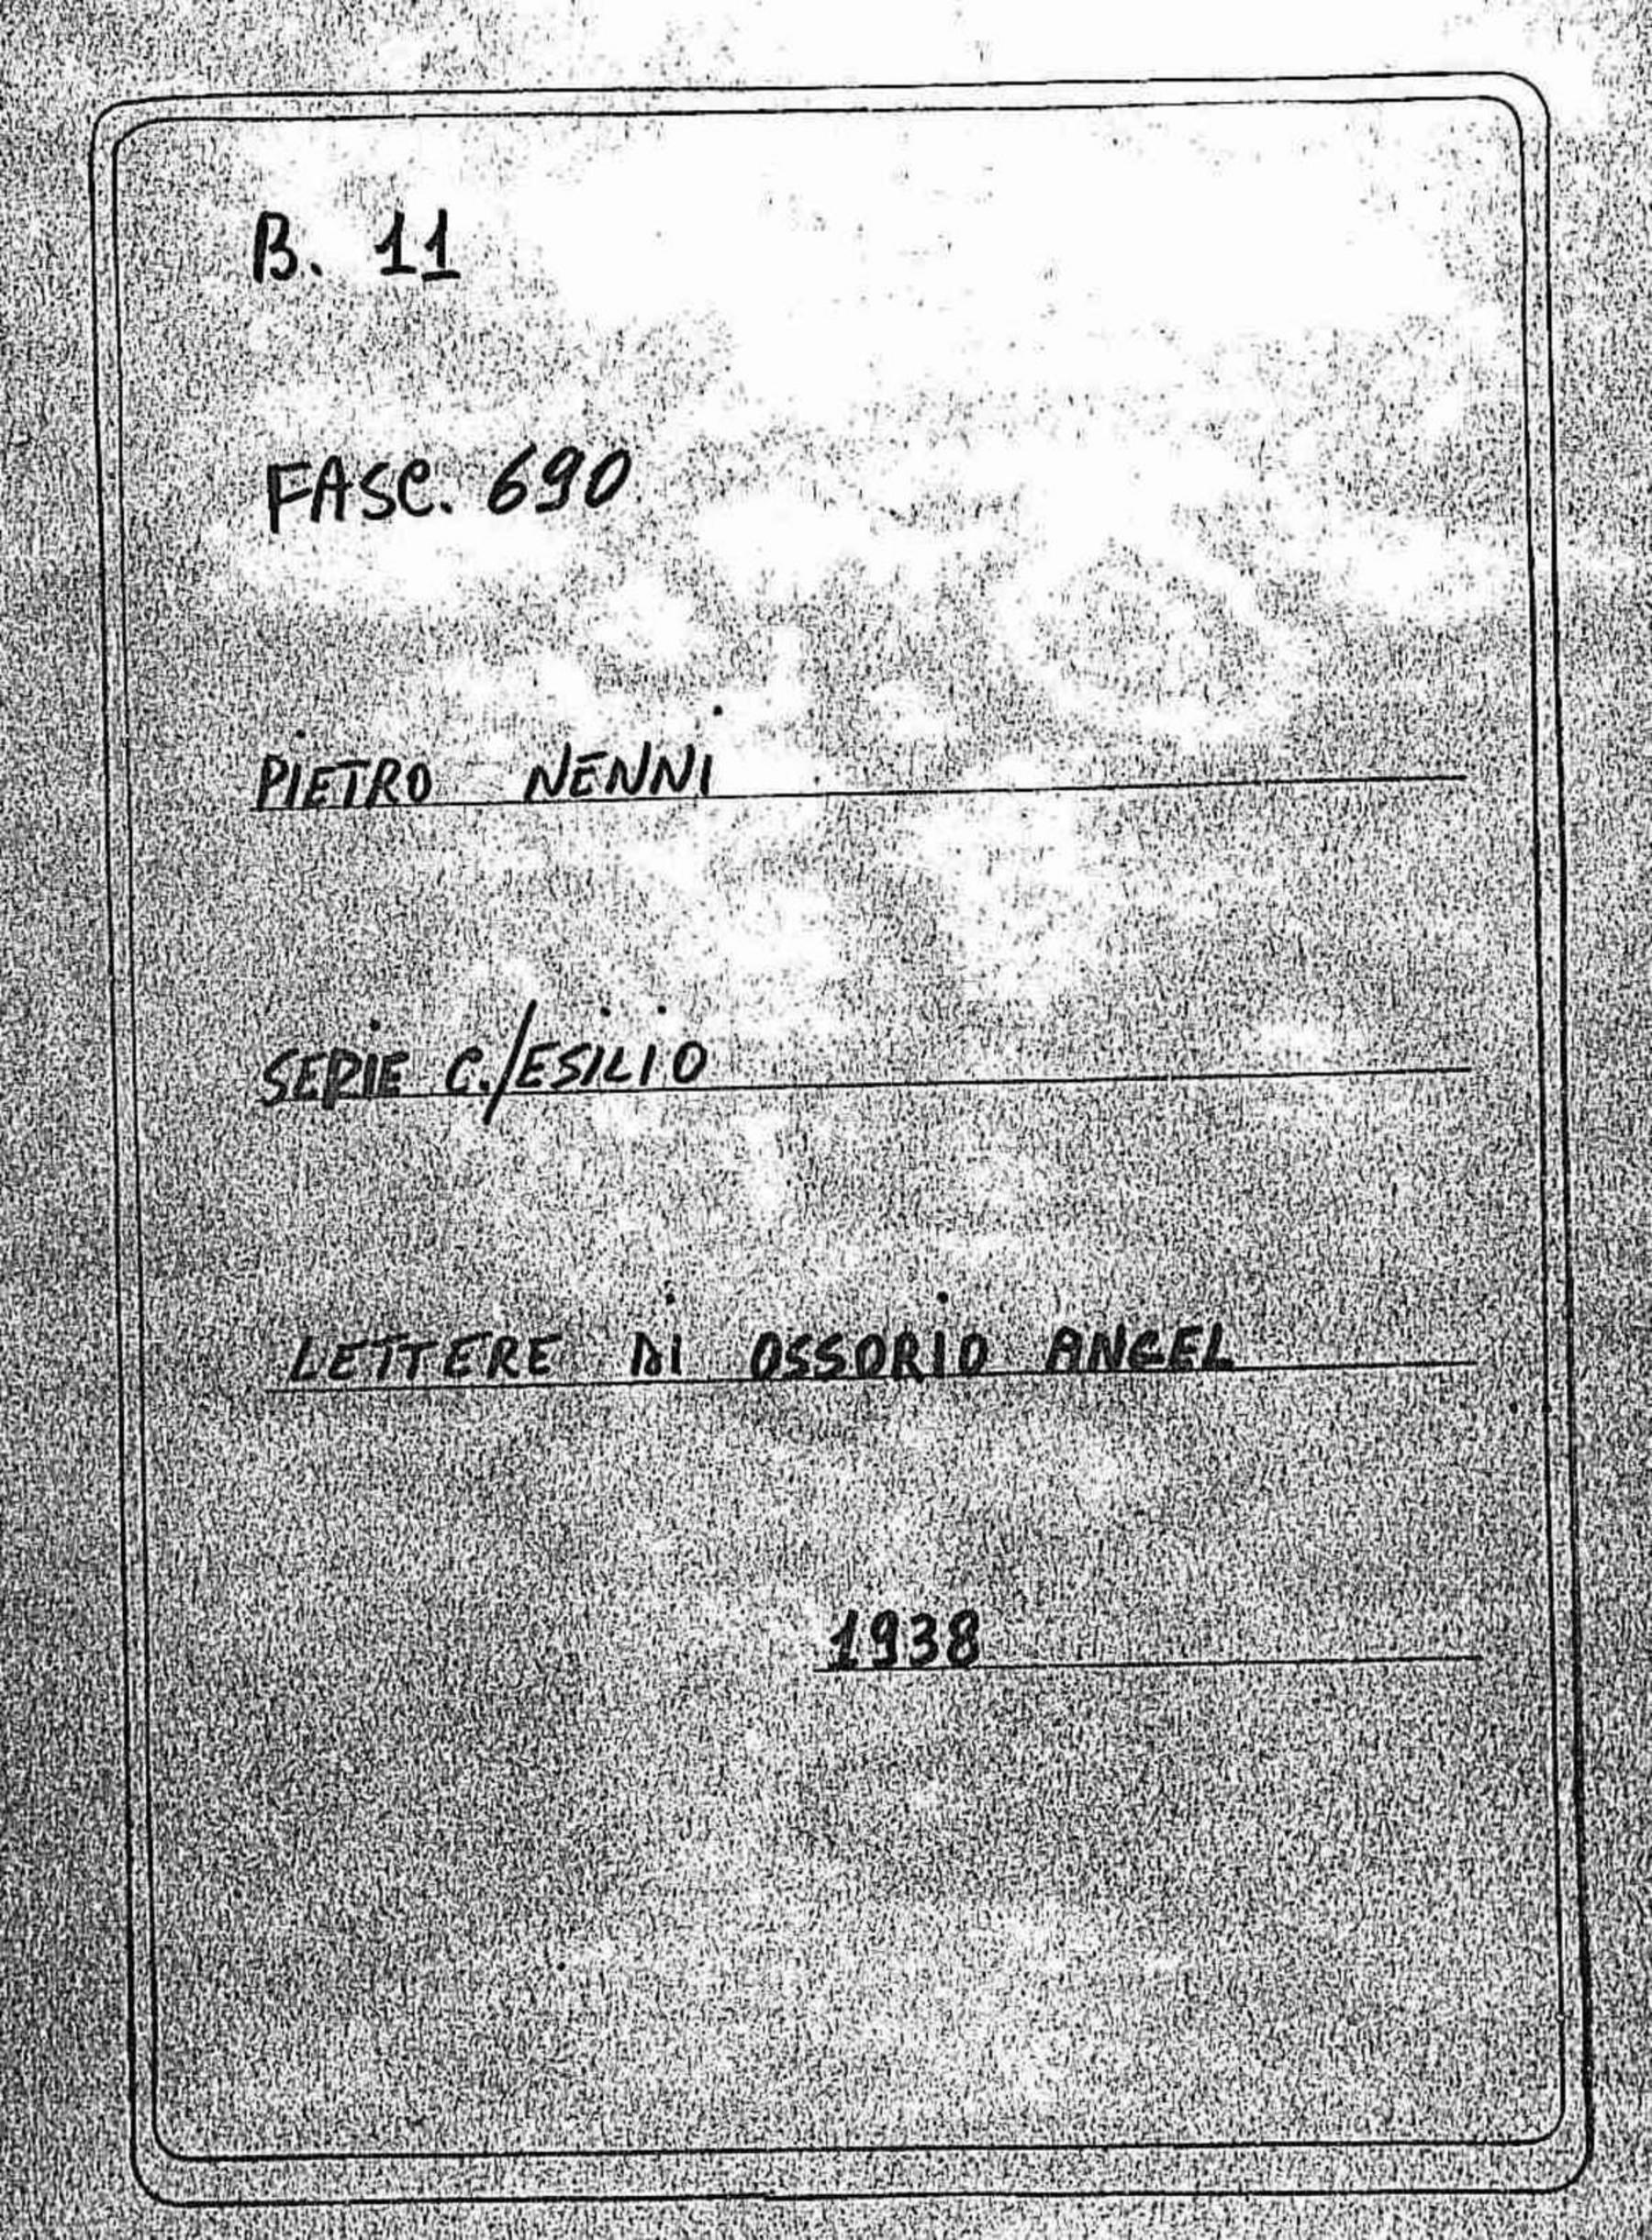 B. 11
FASC. 690
PIETRO NENNI
SERIE C./ESILIO
LETTERE DI OSSORIO ANGEL
1938